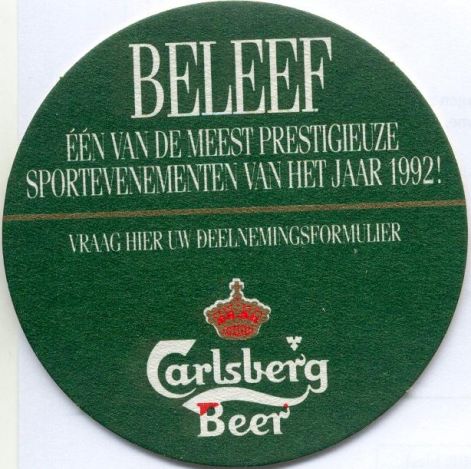 BELEEF
ÉÉN VAN DE MEEST PRESTIGIEUZE
SPORTEVENEMENTEN VAN HET JAAR 1992!
VRAAG HIER UW DEELNEMINGSFORMULIER
Carlsberg
Beer